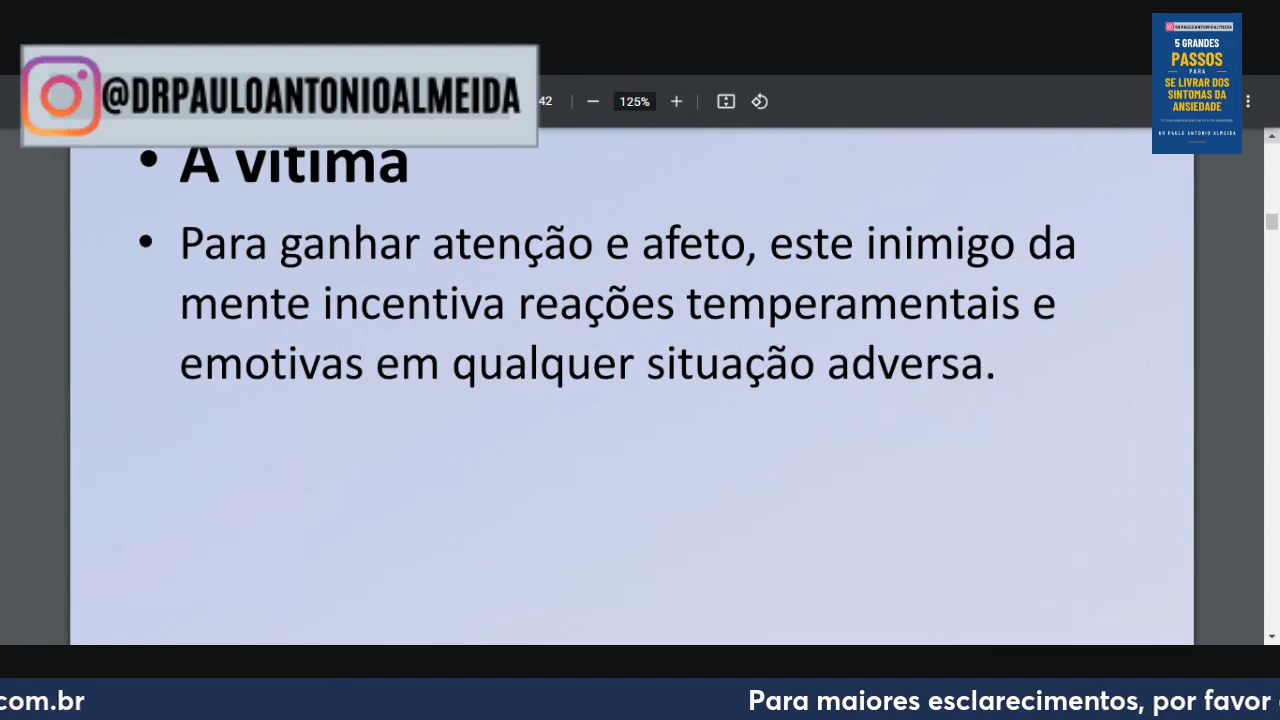 @DRPAULOANTONIOALMEIA
42
125%
@DRPAULOANTONIOALMEIDA
5 GRANDES
PASSOS
PARA
SE LIVRAR DOS
SINTOMAS DA
ANSIEDADE
DR PAULO ANTONIO ALMEIDA
• A vítima
• Para ganhar atenção e afeto, este inimigo da
mente incentiva reações temperamentais e
emotivas em qualquer situação adversa.
com.br
Para maiores esclarecimentos, por favor